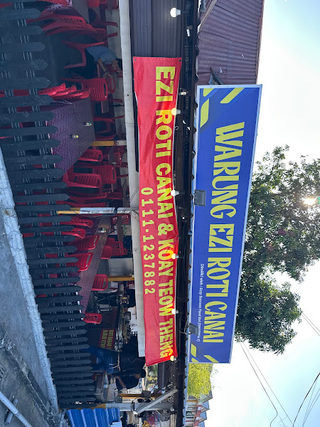 WARUNG EZI ROTI CANAI
EZI ROTI CANAI & KOAY TEOW THENG
0111-1237882